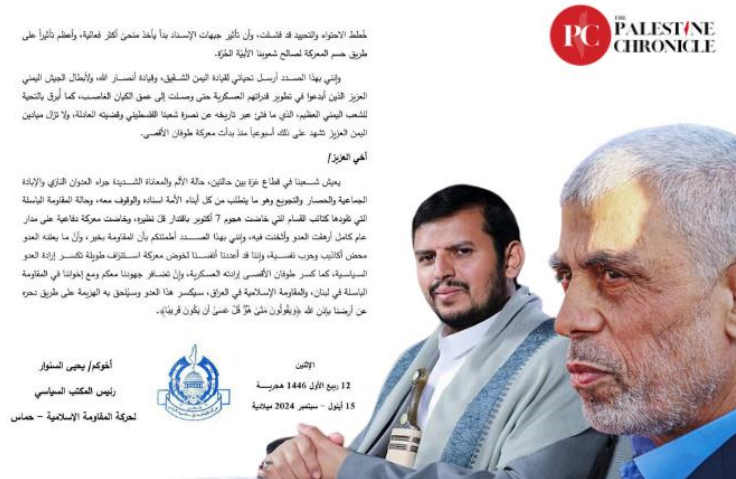 THE
PALESTINE
CHRONICLE
PC
خُطط الاحتواء والتحييد قد فشلت، وأن تأثير جبهات الإسناد بدأ يأخذ منحىً أكثر فعالية، وأعظم تأثيراً على
طريق حسم المعركة لصالح شعوبنا الأبيّة الحُرّة.
وإنني بهذا الصدد أرسل تحياتي لقيادة اليمن الشقيق، وقيادة أنصار الله، ولأبطال الجيش اليمني
العزيز الذين أبدعوا في تطوير قدراتهم العسكرية حتى وصلت إلى عمق الكيان الغاصب، كما أبرق بالتحية
للشعب اليمني العظيم، الذي ما فتئ عبر تاريخه عن نصرة شعبنا الفلسطيني وقضيته العادلة، ولا تزال ميادين
اليمن العزيز تشهد على ذلك أسبوعياً منذ بدأت معركة طوفان الأقصى.
أخي العزيز/
يعيش شعبنا في قطاع غزة بين حالتين، حالة الألم والمعاناة الشديدة جراء العدوان النازي والإبادة
الجماعية والحصار والتجويع وهو ما يتطلب من كل أبناء الأمة اسناده والوقوف معه، وحالة المقاومة الباسلة
التي تقودها كتائب القسام التي خاضت هجوم 7 أكتوبر باقتدار قلّ نظيره، وخاضت معركة دفاعية على مدار
عام كامل أرهقت العدو وأثخنت فيه، وإنني بهذا الصدد أطمئنكم بأن المقاومة بخير، وأنّ ما يعلنه العدو
محض أكاذيب وحرب نفسية، واننا قد أعددنا أنفسنا لخوض معركة استنزاف طويلة تكسر إرادة العدو
السياسية، كما كسر طوفان الأقصى إرادته العسكرية، وإنّ تضافر جهودنا معكم ومع إخواننا في المقاومة
الباسلة في لبنان، والمقاومة الإسلامية في العراق، سيكسر هذا العدو وسيُلحق به الهزيمة على طريق دحره
عن أرضنا بإذن الله ﴿وَيَقُولُونَ مَتَىٰ هُوَ قُلْ عَسَىٰ أَن يَكُونَ قَرِيبًا﴾.
الإثنين
12 ربيع الأول 1446 هجريــة
15 أيلول – سبتمبر 2024 ميلادية
أخوكم/ يحيى السنوار
رئيس المكتب السياسي
لحركة المقاومة الإسلامية – حماس